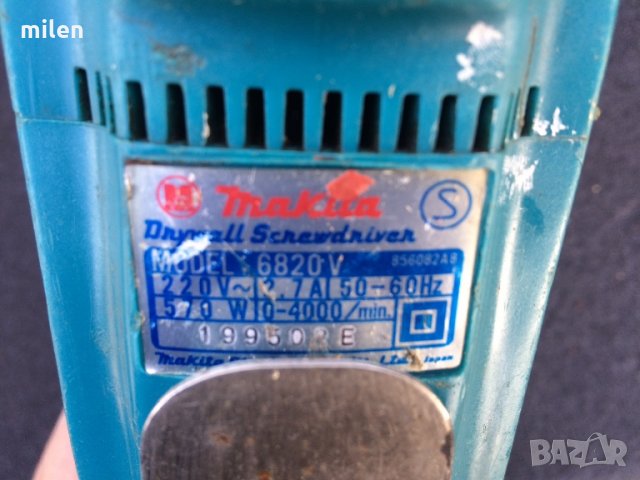 milen
makita
S
Drywall Screwdriver
MODEL 6820V 856082A8
220V~ 2.7A 50-60Hz
570 W 0-4000/min.
199502E
Makita Japan
BAZAR